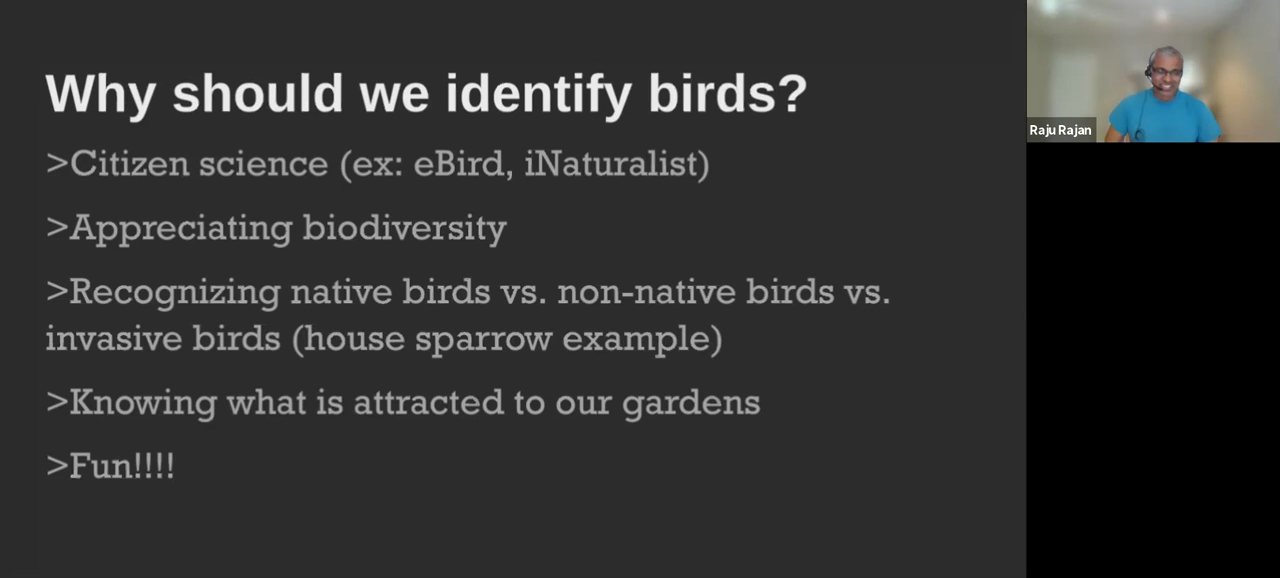 Why should we identify birds?
>Citizen science (ex: eBird, iNaturalist)
>Appreciating biodiversity
>Recognizing native birds vs. non-native birds vs.
invasive birds (house sparrow example)
>Knowing what is attracted to our gardens
>Fun!!!!
Raju Rajan